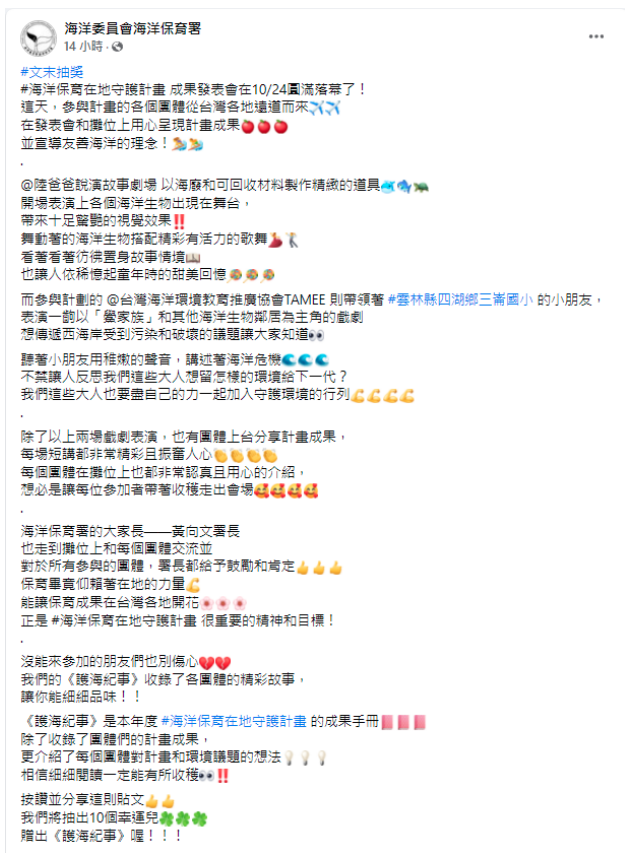 海洋委員會海洋保育署
14 小時 ·
#文末抽獎
#海洋保育在地守護計畫 成果發表會在10/24圓滿落幕了！
這天，參與計畫的各個團體從台灣各地遠道而來✈️✈️
在發表會和攤位上用心呈現計畫成果🍎🍎🍎
並宣導友善海洋的理念！🏄🏄
.
@陸爸爸說演故事劇場 以海廢和可回收材料製作精緻的道具🐳🐟🐢
開場表演上各個海洋生物出現在舞台，
帶來十足驚艷的視覺效果‼️
舞動著的海洋生物搭配精彩有活力的歌舞💃🕺
看著看著彷彿置身故事情境📖
也讓人依稀憶起童年時的甜美回憶🍭🍭🍭
而參與計劃的 @台灣海洋環境教育推廣協會TAMEE 則帶領著 #雲林縣四湖鄉三崙國小 的小朋友，
表演一齣以「鱟家族」和其他海洋生物鄰居為主角的戲劇
想傳遞西海岸受到污染和破壞的議題讓大家知道👀
聽著小朋友用稚嫩的聲音，講述著海洋危機🌊🌊🌊
不禁讓人反思我們這些大人想留怎樣的環境給下一代？
我們這些大人也要盡自己的力一起加入守護環境的行列💪💪💪💪
.
除了以上兩場戲劇表演，也有團體上台分享計畫成果，
每場短講都非常精彩且振奮人心👏👏👏👏
每個團體在攤位上也都非常認真且用心的介紹，
想必是讓每位參加者帶著收穫走出會場🥰🥰🥰🥰
.
海洋保育署的大家長——黃向文署長
也走到攤位上和每個團體交流並
對於所有參與的團體，署長都給予鼓勵和肯定👍👍👍
保育畢竟仰賴著在地的力量💪
能讓保育成果在台灣各地開花🌸🌸🌸
正是 #海洋保育在地守護計畫 很重要的精神和目標！
.
沒能來參加的朋友們也別傷心💔💔
我們的《護海紀事》收錄了各團體的精彩故事，
讓你能細細品味！！
《護海紀事》是本年度 #海洋保育在地守護計畫 的成果手冊📕📕📕
除了收錄了團體們的計畫成果，
更介紹了每個團體對計畫和環境議題的想法💡💡💡
相信細細閱讀一定能有所收穫👀‼️
按讚並分享這則貼文👍👍
我們將抽出10個幸運兒🍀🍀🍀
贈出《護海紀事》喔！！！